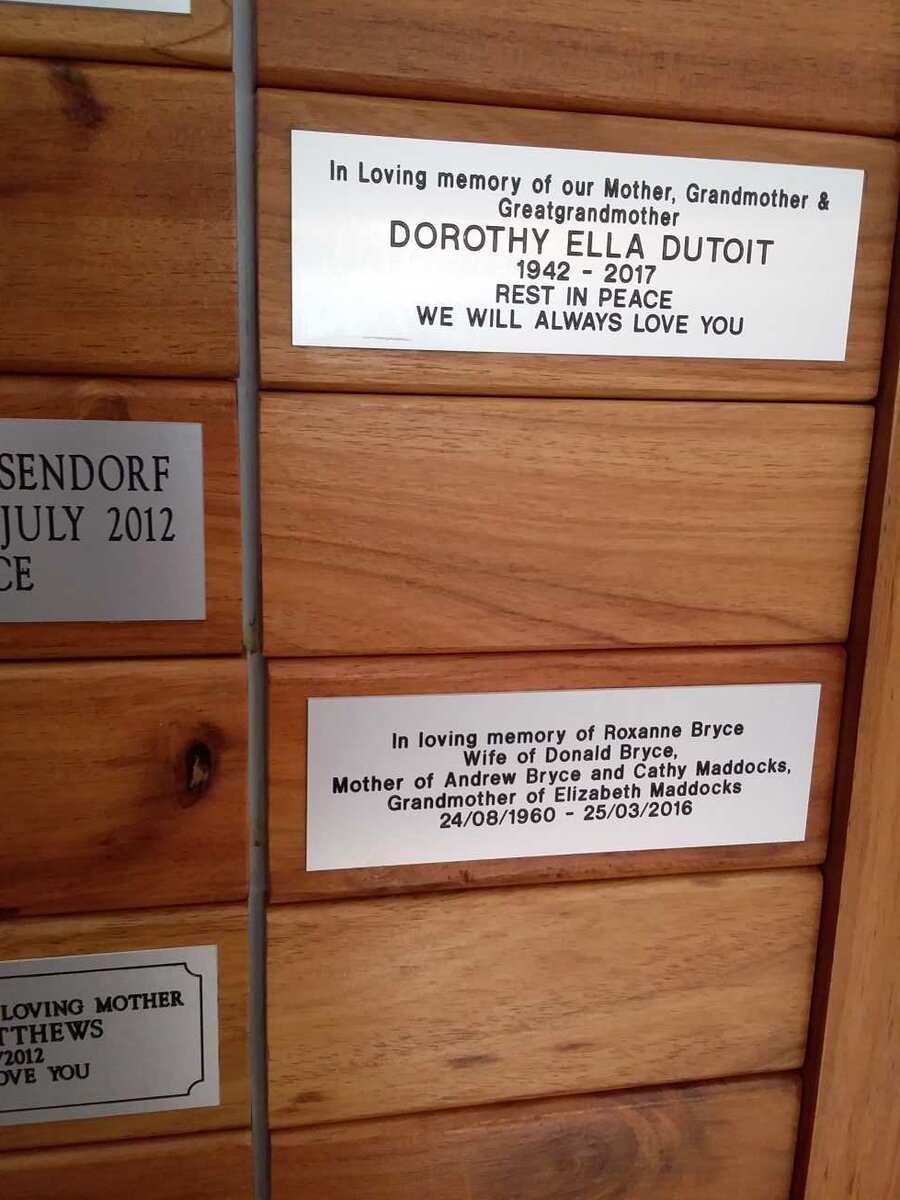 In Loving memory of our Mother, Grandmother &
Greatgrandmother
DOROTHY ELLA DUTOIT
1942 - 2017
REST IN PEACE
WE WILL ALWAYS LOVE YOU
SENDORF
JULY 2012
CE
In loving memory of Roxanne Bryce
Wife of Donald Bryce,
Mother of Andrew Bryce and Cathy Maddocks,
Grandmother of Elizabeth Maddocks
24/08/1960 - 25/03/2016
LOVING MOTHER
TTHEWS
/2012
OVE YOU